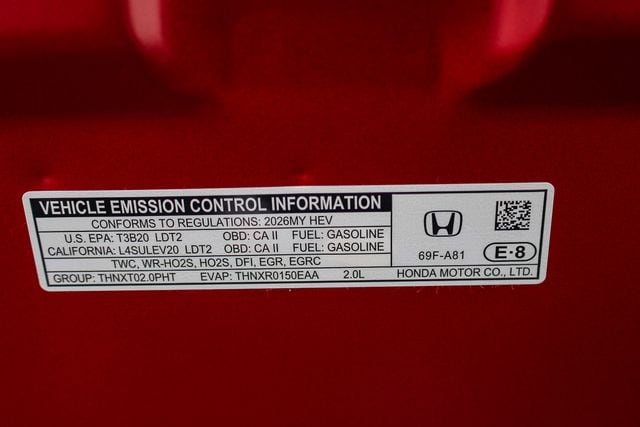 VEHICLE EMISSION CONTROL INFORMATION
CONFORMS TO REGULATIONS: 2026MY HEV
U.S. EPA: T3B20 LDT2 OBD: CA II FUEL: GASOLINE
CALIFORNIA: L4SULEV20 LDT2 OBD: CA II FUEL: GASOLINE
TWC, WR-HO2S, HO2S, DFI, EGR, EGRC
GROUP: THNXT02.0PHT EVAP: THNXR0150EAA 2.0L
69F-A81
E·8
HONDA MOTOR CO., LTD.